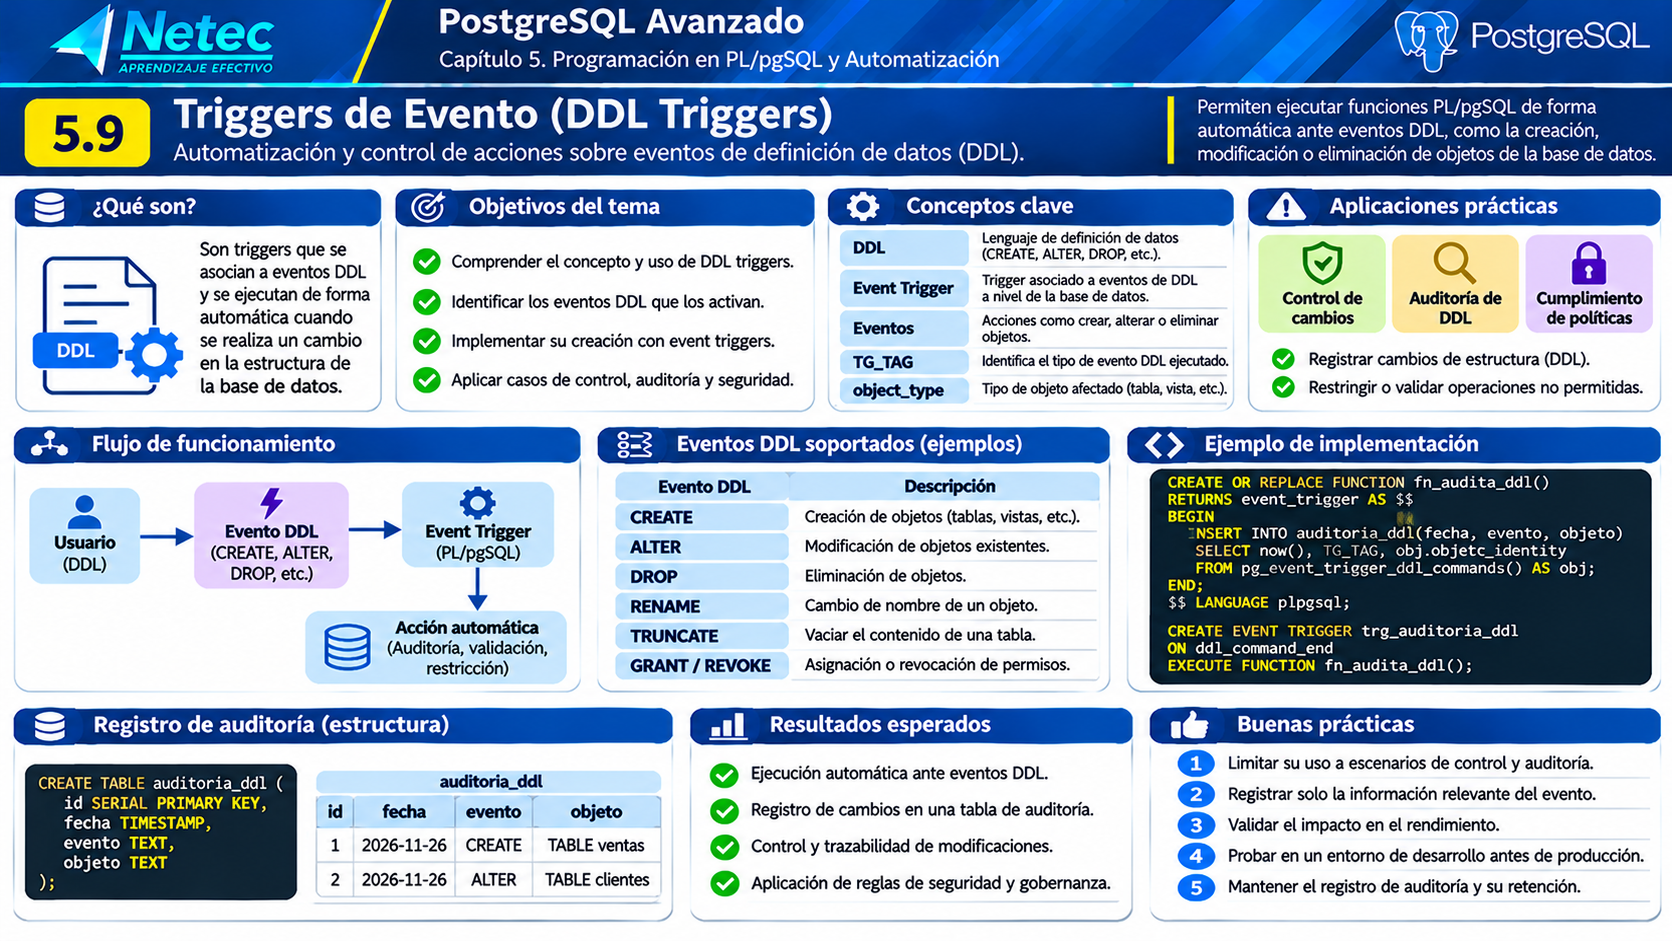 Netec
APRENDIZAJE EFECTIVO
PostgreSQL Avanzado
Capítulo 5. Programación en PL/pgSQL y Automatización
PostgreSQL
5.9
Triggers de Evento (DDL Triggers)
Automatización y control de acciones sobre eventos de definición de datos (DDL).
Permiten ejecutar funciones PL/pgSQL de forma
automática ante eventos DDL, como la creación,
modificación o eliminación de objetos de la base de datos.
¿Qué son?
DDL
Son triggers que se
asocian a eventos DDL
y se ejecutan de forma
automática cuando
se realiza un cambio
en la estructura de
la base de datos.
Objetivos del tema
Comprender el concepto y uso de DDL triggers.
Identificar los eventos DDL que los activan.
Implementar su creación con event triggers.
Aplicar casos de control, auditoría y seguridad.
Conceptos clave
DDL
Lenguaje de definición de datos
(CREATE, ALTER, DROP, etc.).
Event Trigger
Trigger asociado a eventos de DDL
a nivel de la base de datos.
Eventos
Acciones como crear, alterar o eliminar
objetos.
TG_TAG
Identifica el tipo de evento DDL ejecutado.
object_type
Tipo de objeto afectado (tabla, vista, etc.).
Aplicaciones prácticas
Control de
cambios
Auditoría de
DDL
Cumplimiento
de políticas
Registrar cambios de estructura (DDL).
Restringir o validar operaciones no permitidas.
Flujo de funcionamiento
Usuario
(DDL)
Evento DDL
(CREATE, ALTER,
DROP, etc.)
Event Trigger
(PL/pgSQL)
Acción automática
(Auditoría, validación,
restricción)
Eventos DDL soportados (ejemplos)
Evento DDL Descripción
CREATE Creación de objetos (tablas, vistas, etc.).
ALTER Modificación de objetos existentes.
DROP Eliminación de objetos.
RENAME Cambio de nombre de un objeto.
TRUNCATE Vaciar el contenido de una tabla.
GRANT / REVOKE Asignación o revocación de permisos.
Ejemplo de implementación
CREATE OR REPLACE FUNCTION fn_audita_ddl()
RETURNS event_trigger AS $$
BEGIN
INSERT INTO auditoria_ddl(fecha, evento, objeto)
SELECT now(), TG_TAG, obj.objetc_identity
FROM pg_event_trigger_ddl_commands() AS obj;
END;
$$ LANGUAGE plpgsql;
CREATE EVENT TRIGGER trg_auditoria_ddl
ON ddl_command_end
EXECUTE FUNCTION fn_audita_ddl();
Registro de auditoría (estructura)
CREATE TABLE auditoria_ddl (
id SERIAL PRIMARY KEY,
fecha TIMESTAMP,
evento TEXT,
objeto TEXT
);
auditoria_ddl
id fecha evento objeto
1 2026-11-26 CREATE TABLE ventas
2 2026-11-26 ALTER TABLE clientes
Resultados esperados
Ejecución automática ante eventos DDL.
Registro de cambios en una tabla de auditoría.
Control y trazabilidad de modificaciones.
Aplicación de reglas de seguridad y gobernanza.
Buenas prácticas
1 Limitar su uso a escenarios de control y auditoría.
2 Registrar solo la información relevante del evento.
3 Validar el impacto en el rendimiento.
4 Probar en un entorno de desarrollo antes de producción.
5 Mantener el registro de auditoría y su retención.